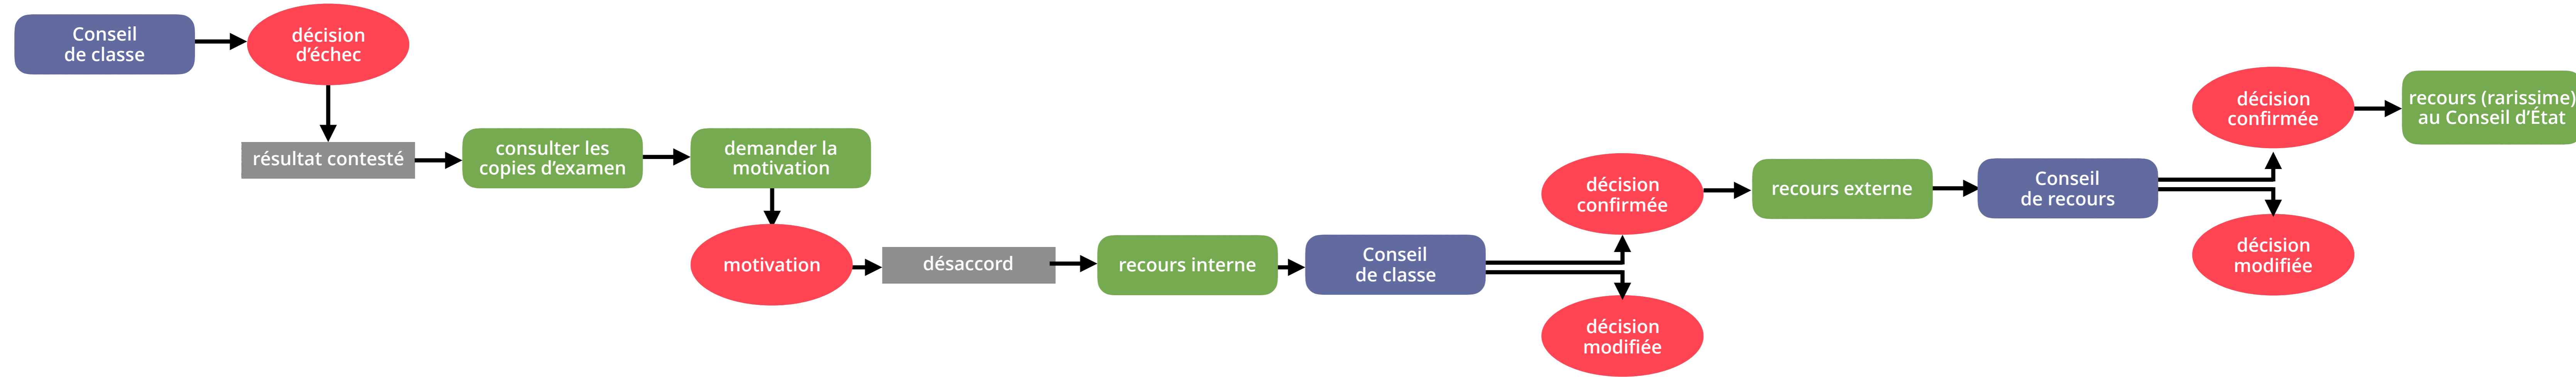 Conseil
de classe
décision
d'échec
résultat contesté
consulter les
copies d'examen
demander la
motivation
motivation
désaccord
recours interne
Conseil
de classe
décision
confirmée
décision
modifiée
recours externe
Conseil
de recours
décision
confirmée
décision
modifiée
recours (rarissime)
au Conseil d'État